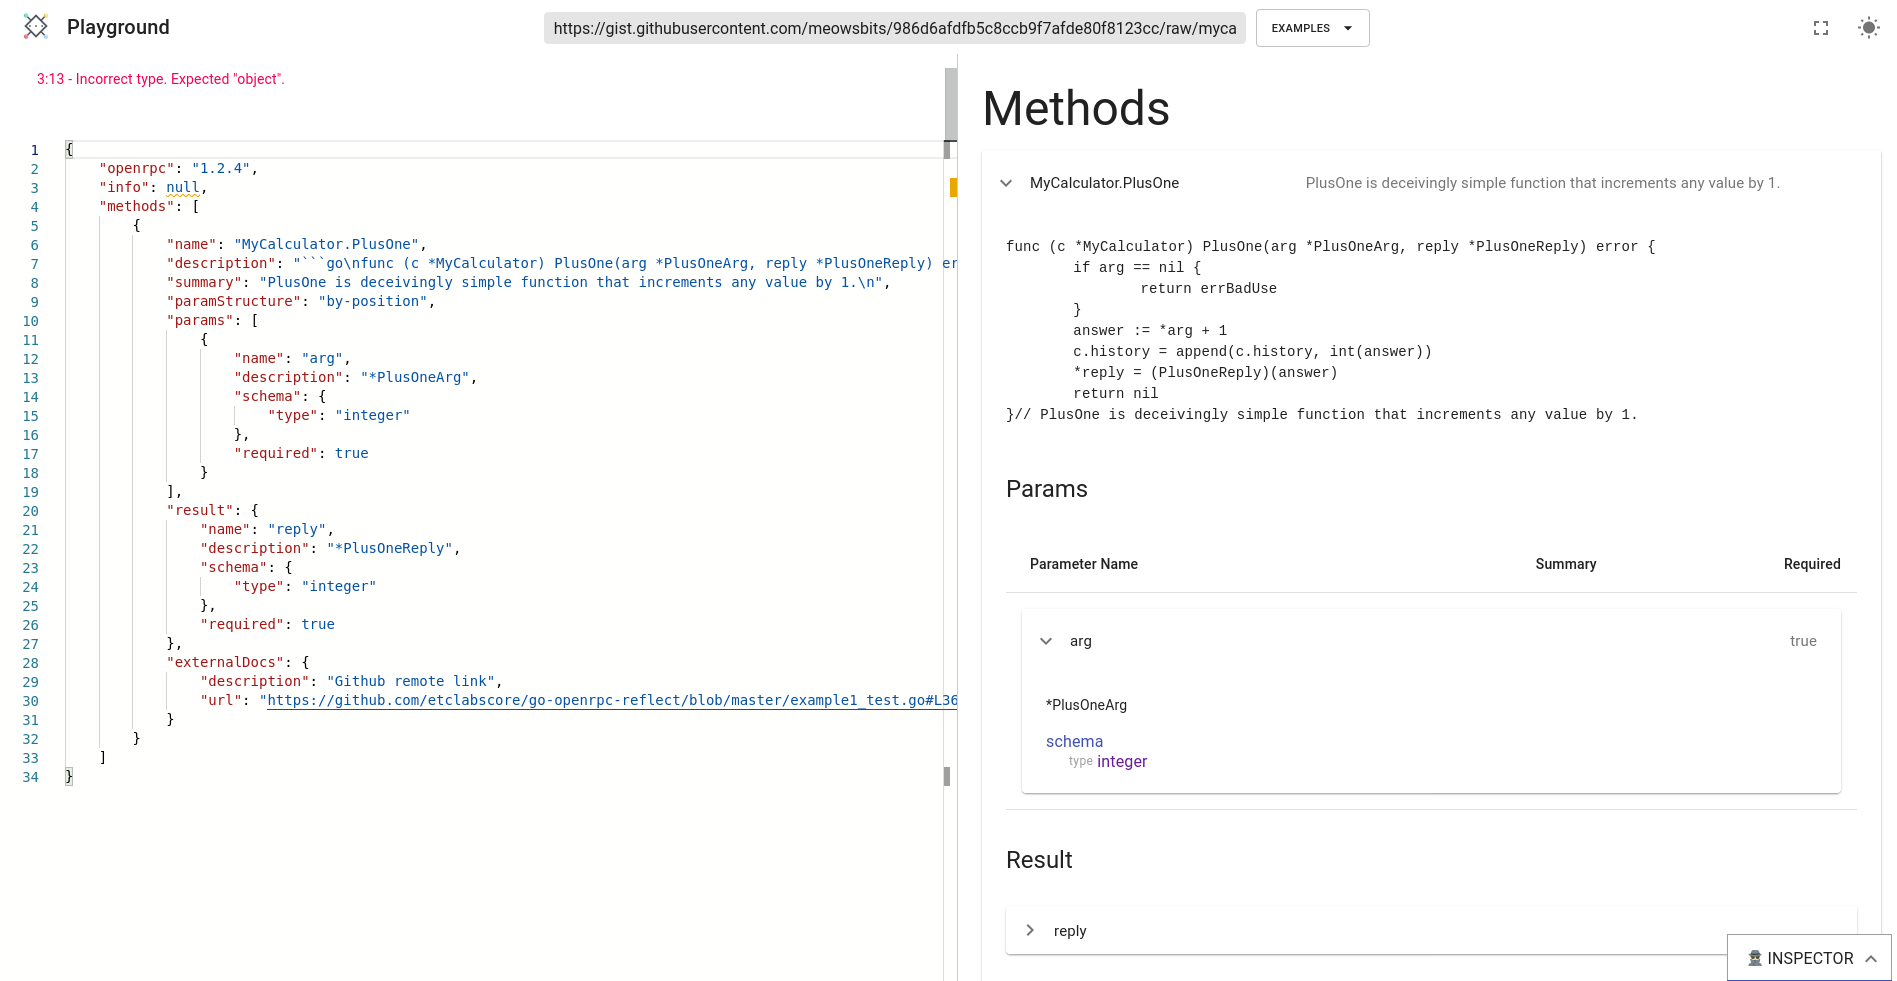 Playground
https://gist.githubusercontent.com/meowsbits/986d6afdfb5c8ccb9f7afde80f8123cc/raw/myca
EXAMPLES
3:13 - Incorrect type. Expected "object".
1 {
2 "openrpc": "1.2.4",
3 "info": null,
4 "methods": [
5 {
6 "name": "MyCalculator.PlusOne",
7 "description": "```go\nfunc (c *MyCalculator) PlusOne(arg *PlusOneArg, reply *PlusOneReply) er
8 "summary": "PlusOne is deceivingly simple function that increments any value by 1.\n",
9 "paramStructure": "by-position",
10 "params": [
11 {
12 "name": "arg",
13 "description": "*PlusOneArg",
14 "schema": {
15 "type": "integer"
16 },
17 "required": true
18 }
19 ],
20 "result": {
21 "name": "reply",
22 "description": "*PlusOneReply",
23 "schema": {
24 "type": "integer"
25 },
26 "required": true
27 },
28 "externalDocs": {
29 "description": "Github remote link",
30 "url": "https://github.com/etclabscore/go-openrpc-reflect/blob/master/example1_test.go#L36
31 }
32 }
33 ]
34 }
Methods
MyCalculator.PlusOne PlusOne is deceivingly simple function that increments any value by 1.
func (c *MyCalculator) PlusOne(arg *PlusOneArg, reply *PlusOneReply) error {
if arg == nil {
return errBadUse
}
answer := *arg + 1
c.history = append(c.history, int(answer))
*reply = (PlusOneReply)(answer)
return nil
}// PlusOne is deceivingly simple function that increments any value by 1.
Params
Parameter Name Summary Required
arg true
*PlusOneArg
schema
type integer
Result
reply
INSPECTOR